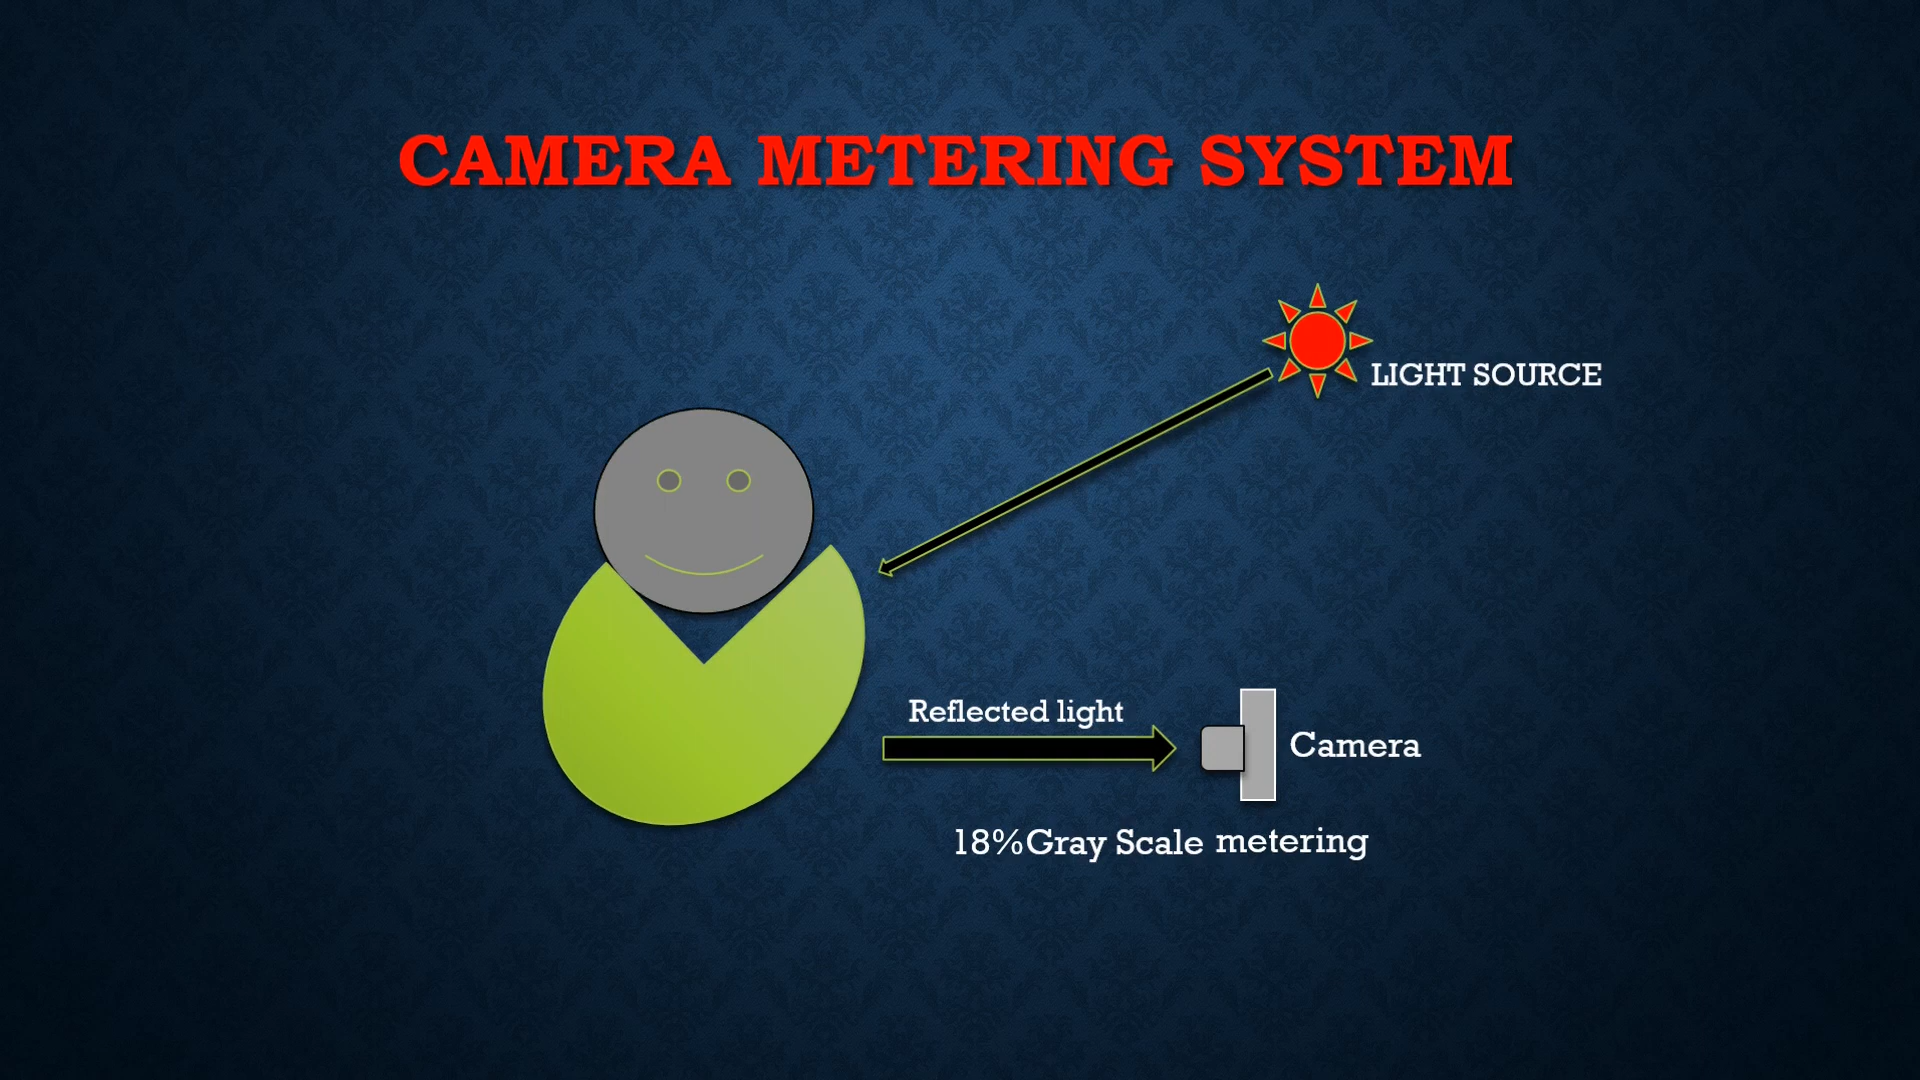 CAMERA METERING SYSTEM
LIGHT SOURCE
Reflected light
Camera
18%Gray Scale metering